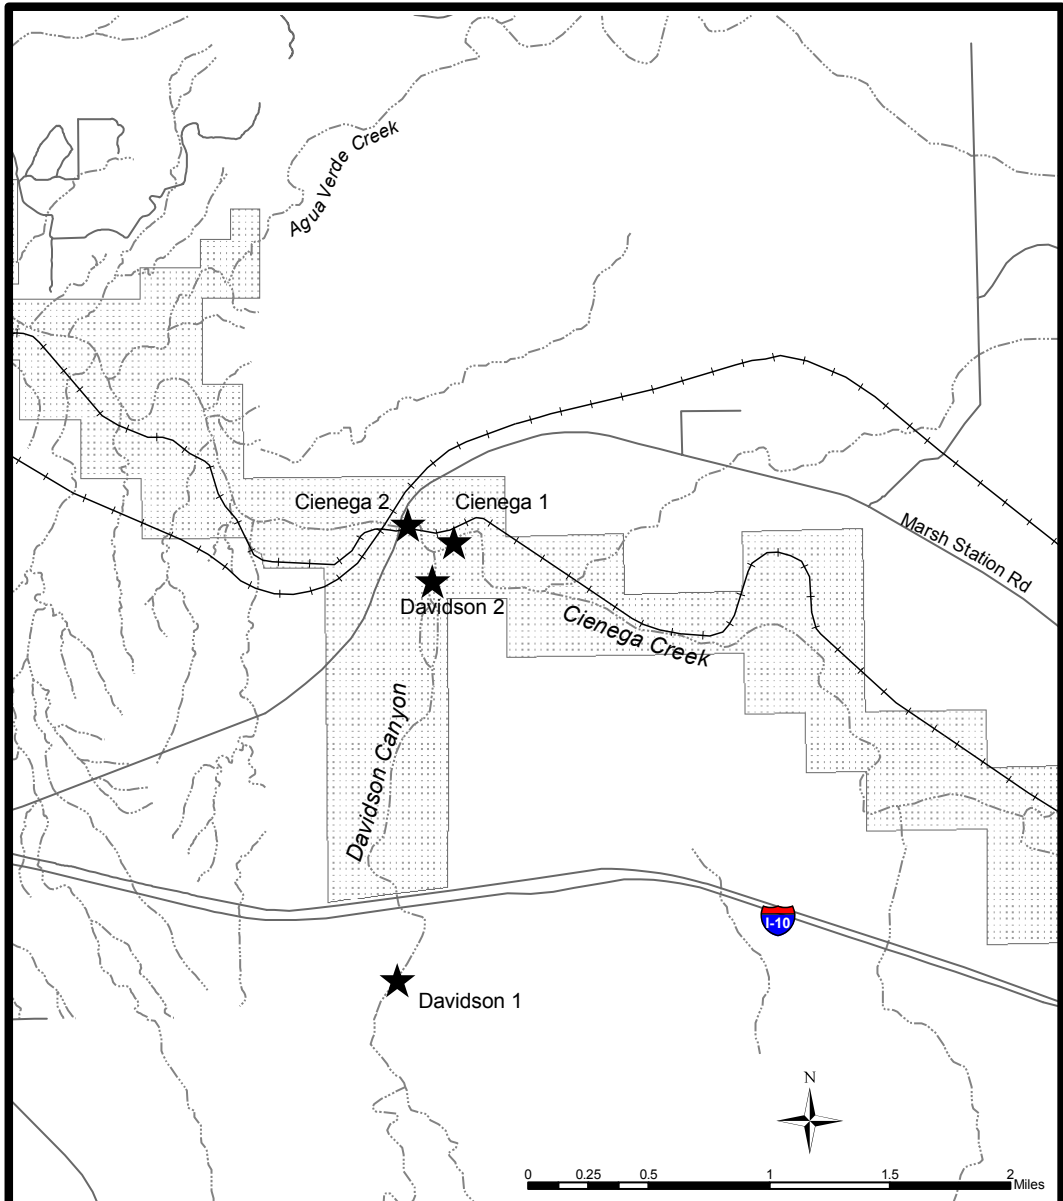 Agua Verde Creek
Cienega 2
Cienega 1
Marsh Station Rd
Davidson 2
Cienega Creek
Davidson Canyon
I-10
Davidson 1
N
0 0.25 0.5 1 1.5 2
Miles